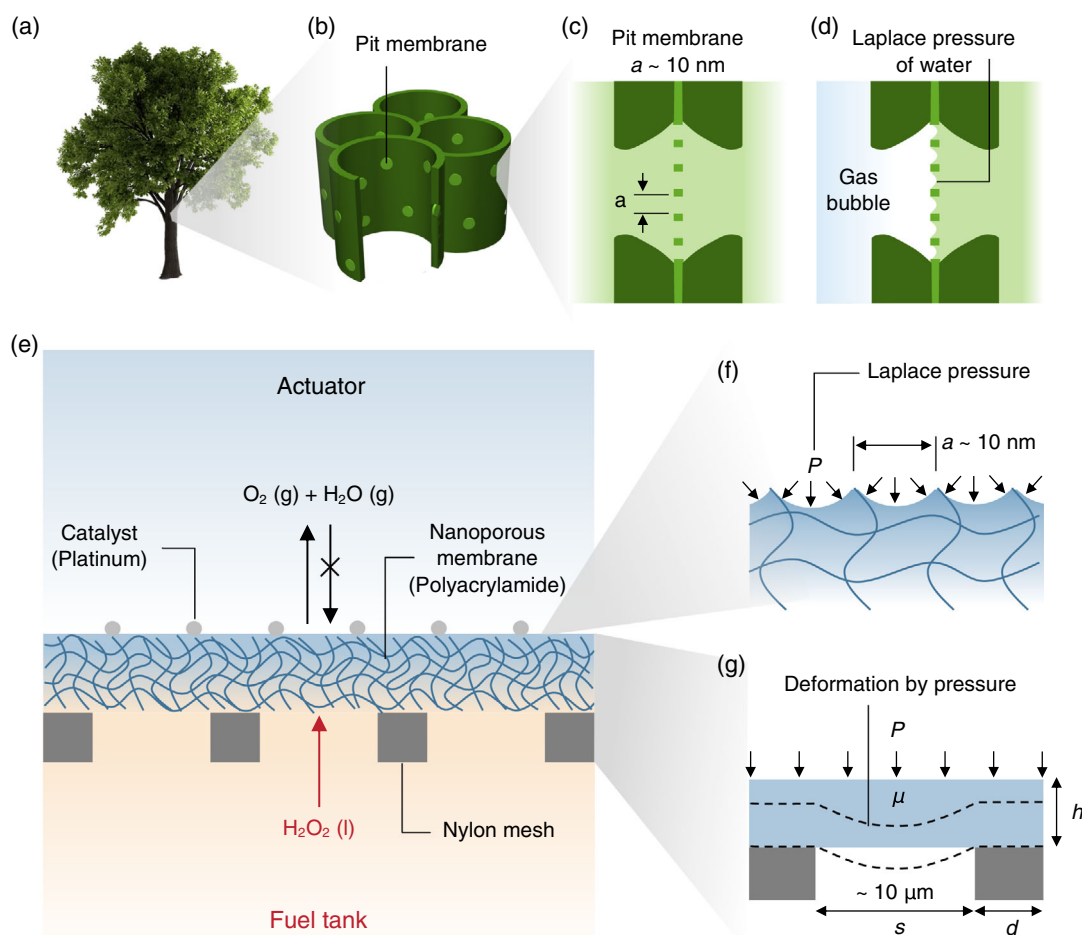 (a)
(b)
Pit membrane
(c)
Pit membrane
a ~ 10 nm
a
(d)
Laplace pressure
of water
Gas
bubble
(e)
Actuator
O₂ (g) + H₂O (g)
Catalyst
(Platinum)
Nanoporous
membrane
(Polyacrylamide)
H₂O₂ (l)
Nylon mesh
Fuel tank
(f)
Laplace pressure
P
a ~ 10 nm
(g)
Deformation by pressure
P
μ
h
~ 10 μm
s
d